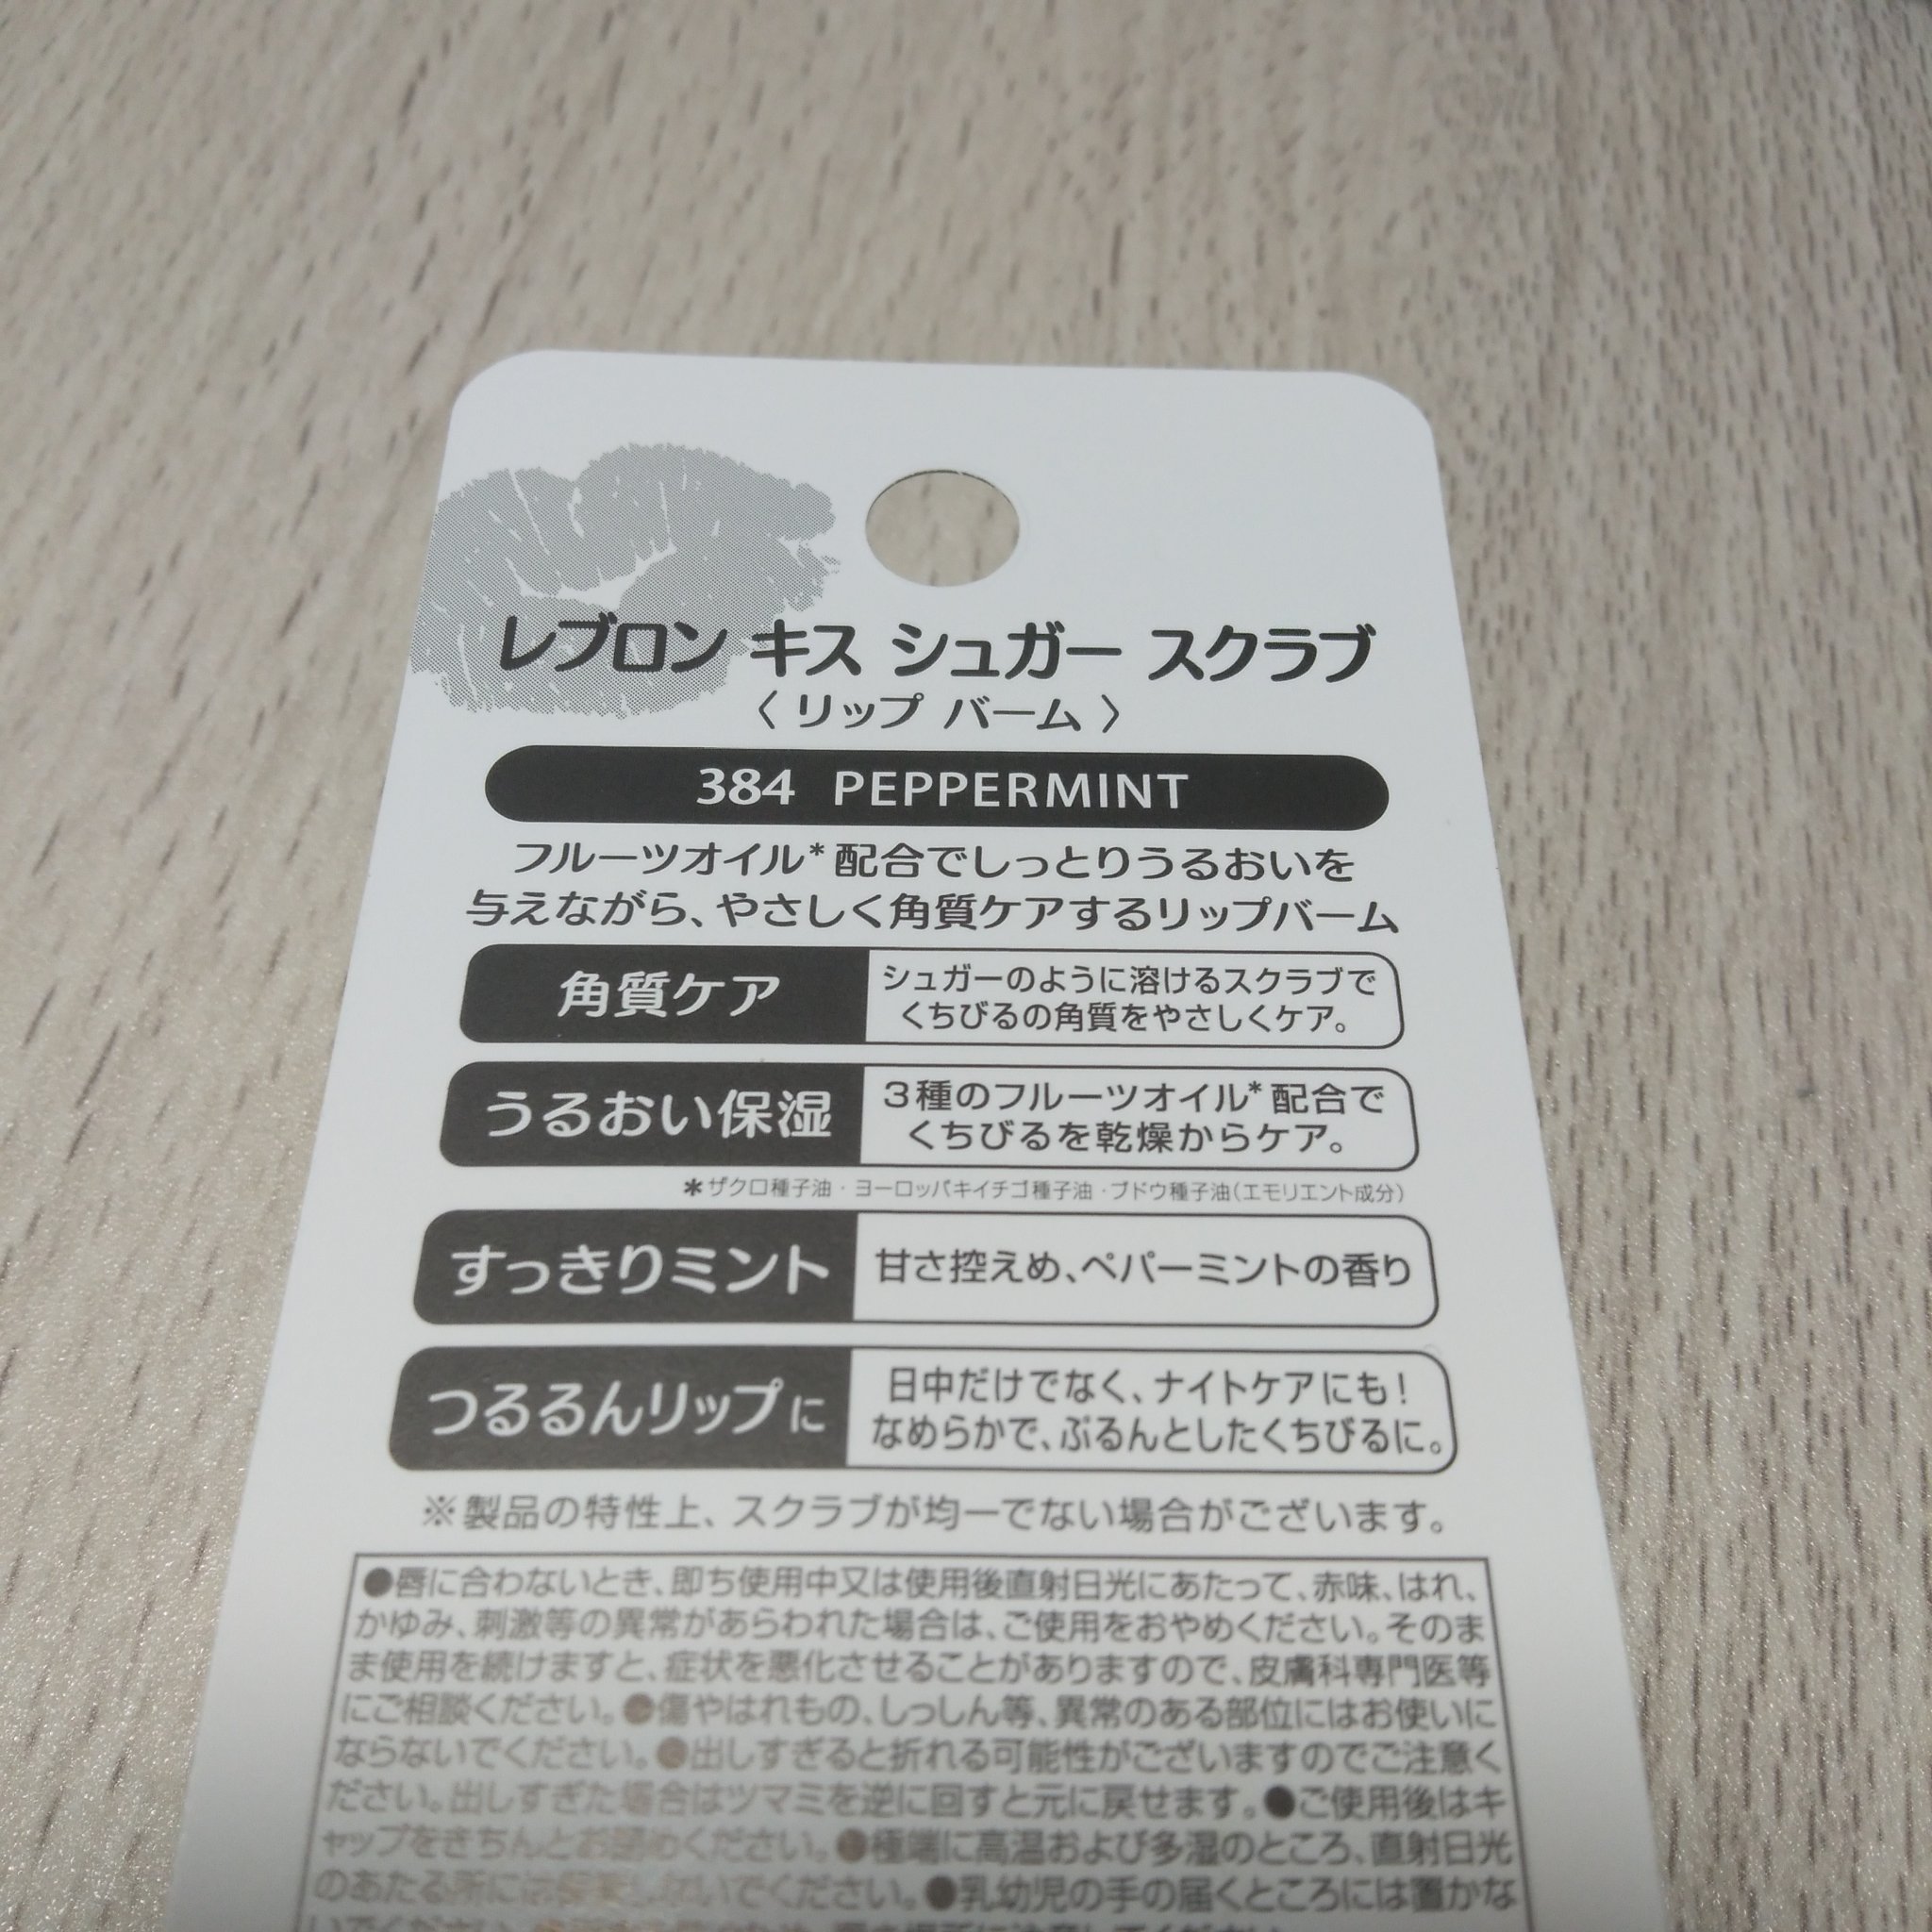 レブロン キス シュガー スクラブ
〈リップ バーム〉
384 PEPPERMINT
フルーツオイル*配合でしっとりうるおいを
与えながら、やさしく角質ケアするリップバーム
角質ケア
シュガーのように溶けるスクラブで
くちびるの角質をやさしくケア。
うるおい保湿
3種のフルーツオイル*配合で
くちびるを乾燥からケア。
*ザクロ種子油・ヨーロッパキイチゴ種子油・ブドウ種子油(エモリエント成分)
すっきりミント
甘さ控えめ、ペパーミントの香り
つるるんリップに
日中だけでなく、ナイトケアにも!
なめらかで、ぷるんとしたくちびるに。
※製品の特性上、スクラブが均一でない場合がございます。
●唇に合わないとき、即ち使用中又は使用後直射日光にあたって、赤味、はれ、
かゆみ、刺激等の異常があらわれた場合は、ご使用をおやめください。そのま
ま使用を続けますと、症状を悪化させることがありますので、皮膚科専門医等
にご相談ください。●傷やはれもの、しっしん等、異常のある部位にはお使いに
ならないでください。●出しすぎると折れる可能性がございますのでご注意く
ださい。出しすぎた場合はツマミを逆に回すと元に戻せます。●ご使用後はキ
ャップをきちんとお閉めください。●極端に高温および多湿のところ、直射日光
のあたる所には保管しないでください。●乳幼児の手の届くところには置かな
いでください。